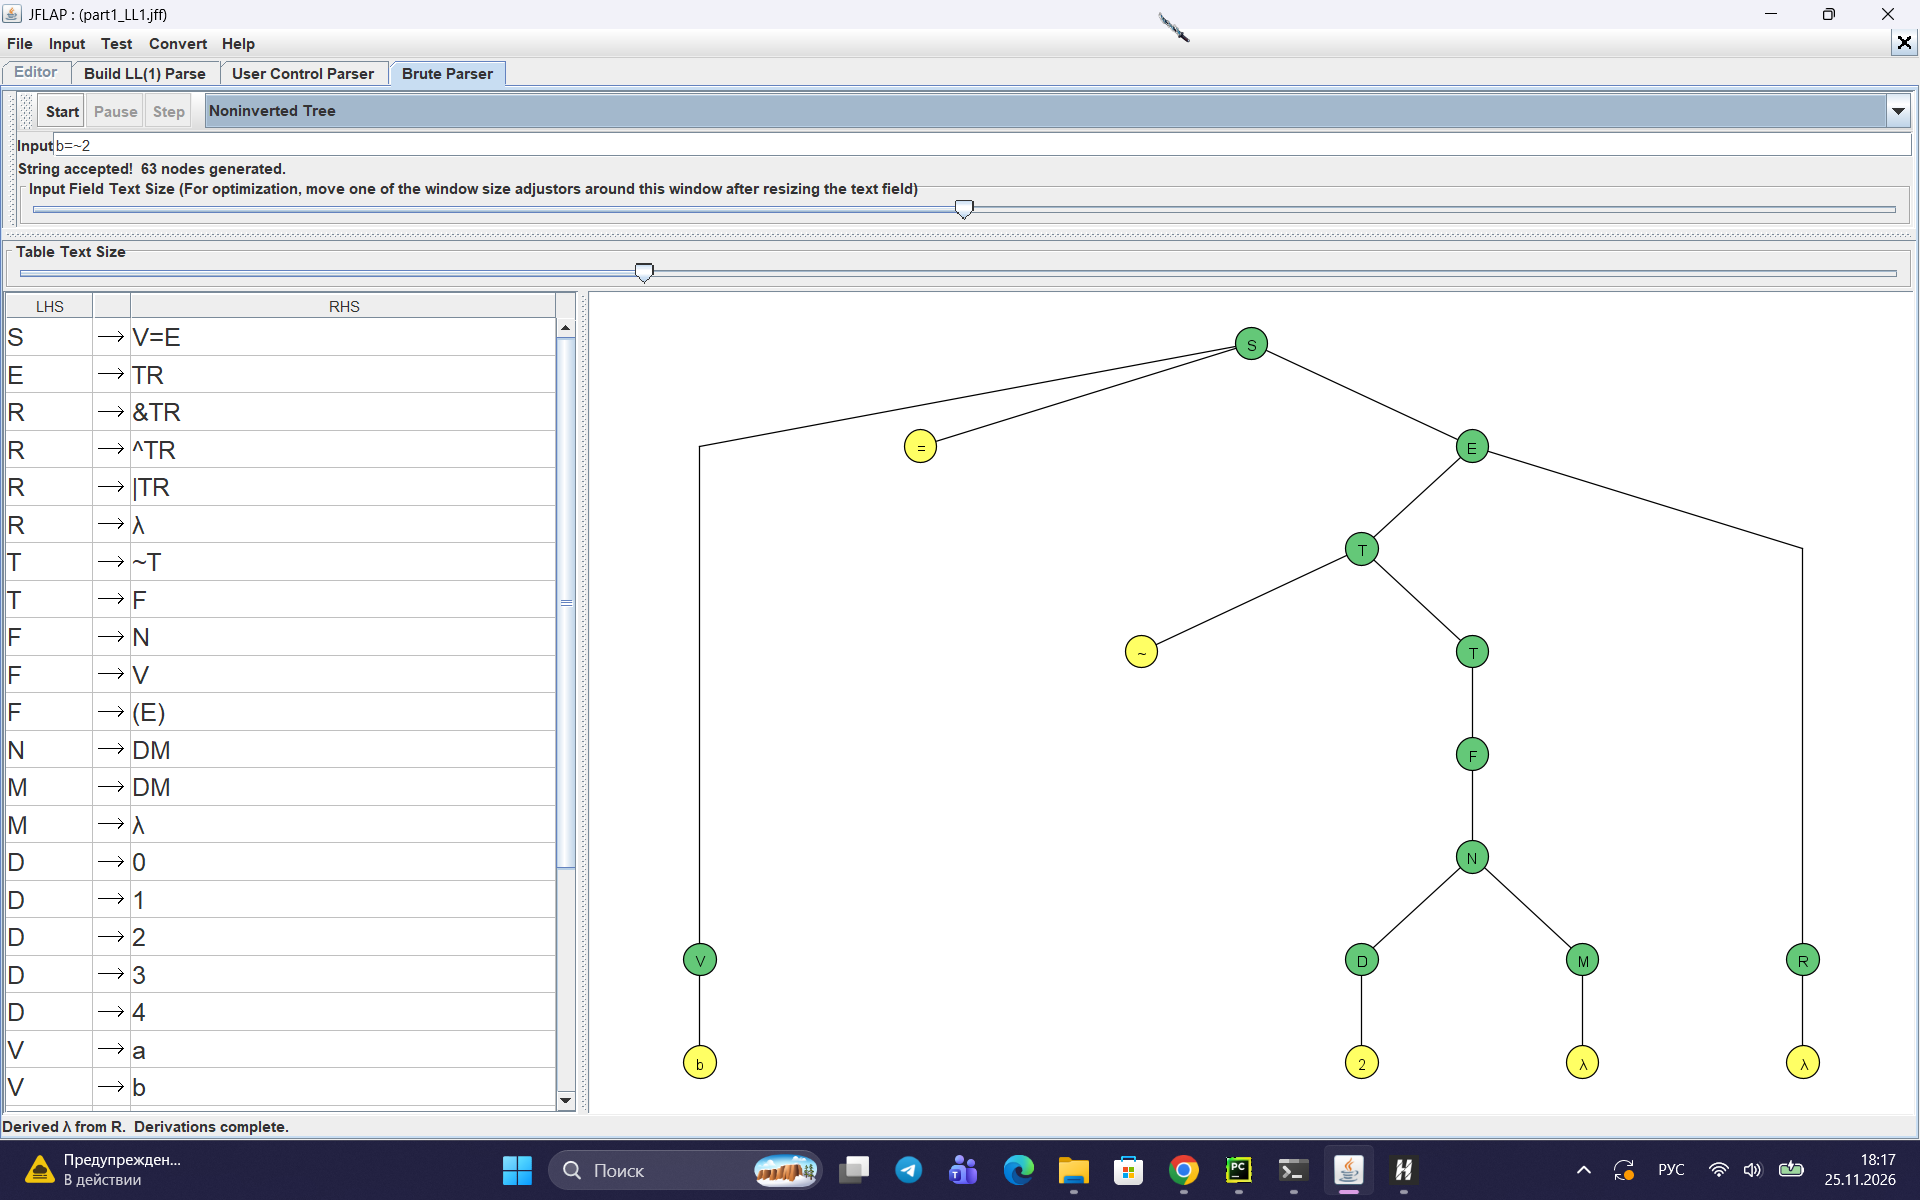 JFLAP : (part1_LL1.jff)
File Input Test Convert Help
Editor Build LL(1) Parse User Control Parser Brute Parser
Start Pause Step Noninverted Tree
Input b=~2
String accepted! 63 nodes generated.
Input Field Text Size (For optimization, move one of the window size adjustors around this window after resizing the text field)
Table Text Size
LHS RHS
S → V=E
E → TR
R → &TR
R → ^TR
R → |TR
R → λ
T → ~T
T → F
F → N
F → V
F → (E)
N → DM
M → DM
M → λ
D → 0
D → 1
D → 2
D → 3
D → 4
V → a
V → b
S
= E
T
~ T
F
N
V D M R
b 2 λ λ
Derived λ from R. Derivations complete.
Предупрежден...
В действии
Поиск
PC
РУС
18:17
25.11.2026